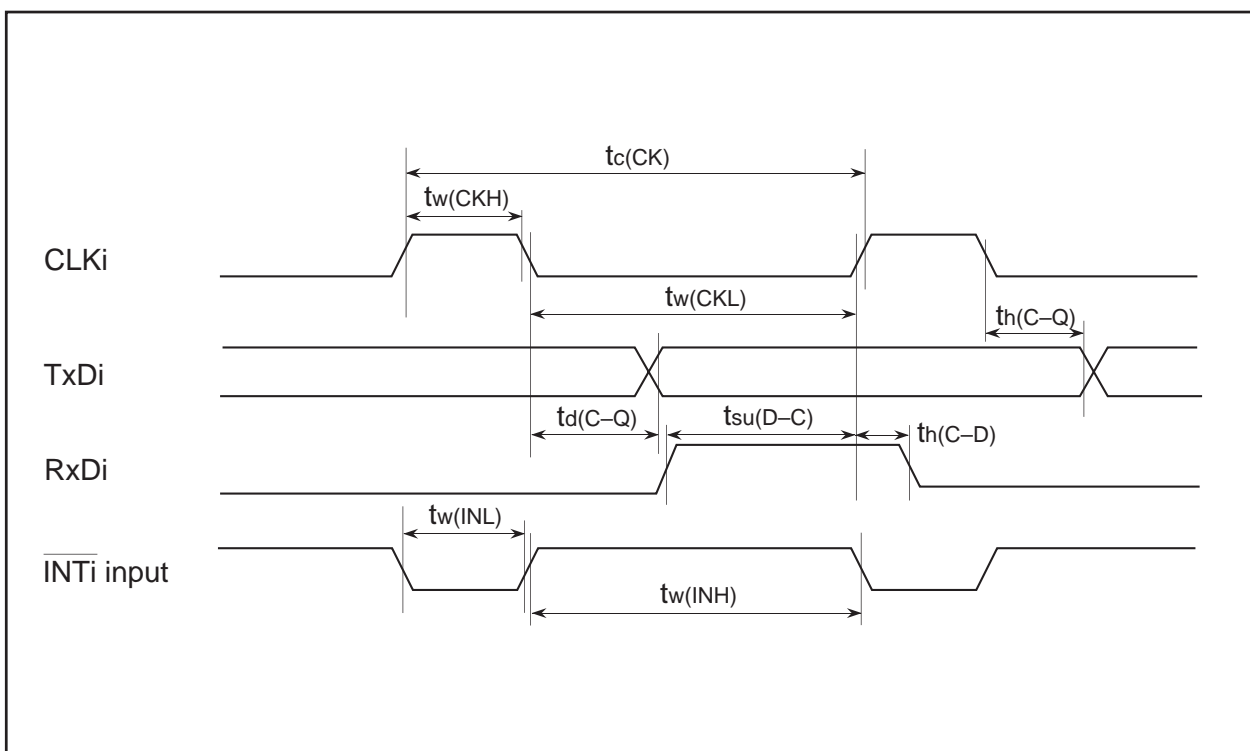 tc(CK)
tw(CKH)
CLKi
tw(CKL)
th(C–Q)
TxDi
td(C–Q)
tsu(D–C)
th(C–D)
RxDi
tw(INL)
INTi input
tw(INH)